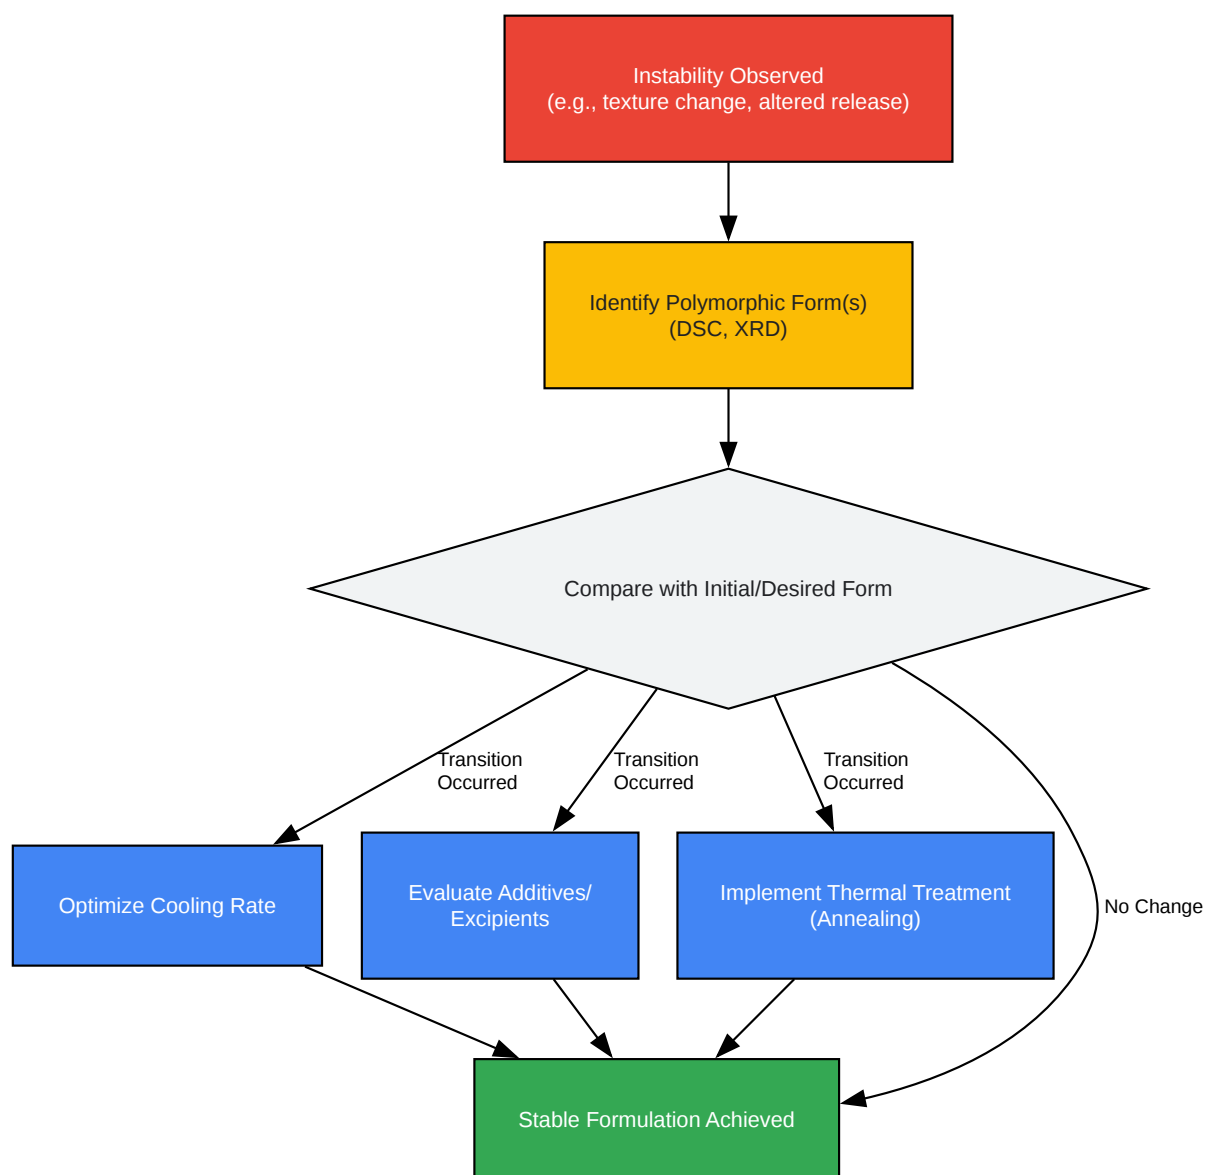 Instability Observed
(e.g., texture change, altered release)
Identify Polymorphic Form(s)
(DSC, XRD)
Compare with Initial/Desired Form
Transition
Occurred
Transition
Occurred
Transition
Occurred
Optimize Cooling Rate
Evaluate Additives/
Excipients
Implement Thermal Treatment
(Annealing)
No Change
Stable Formulation Achieved